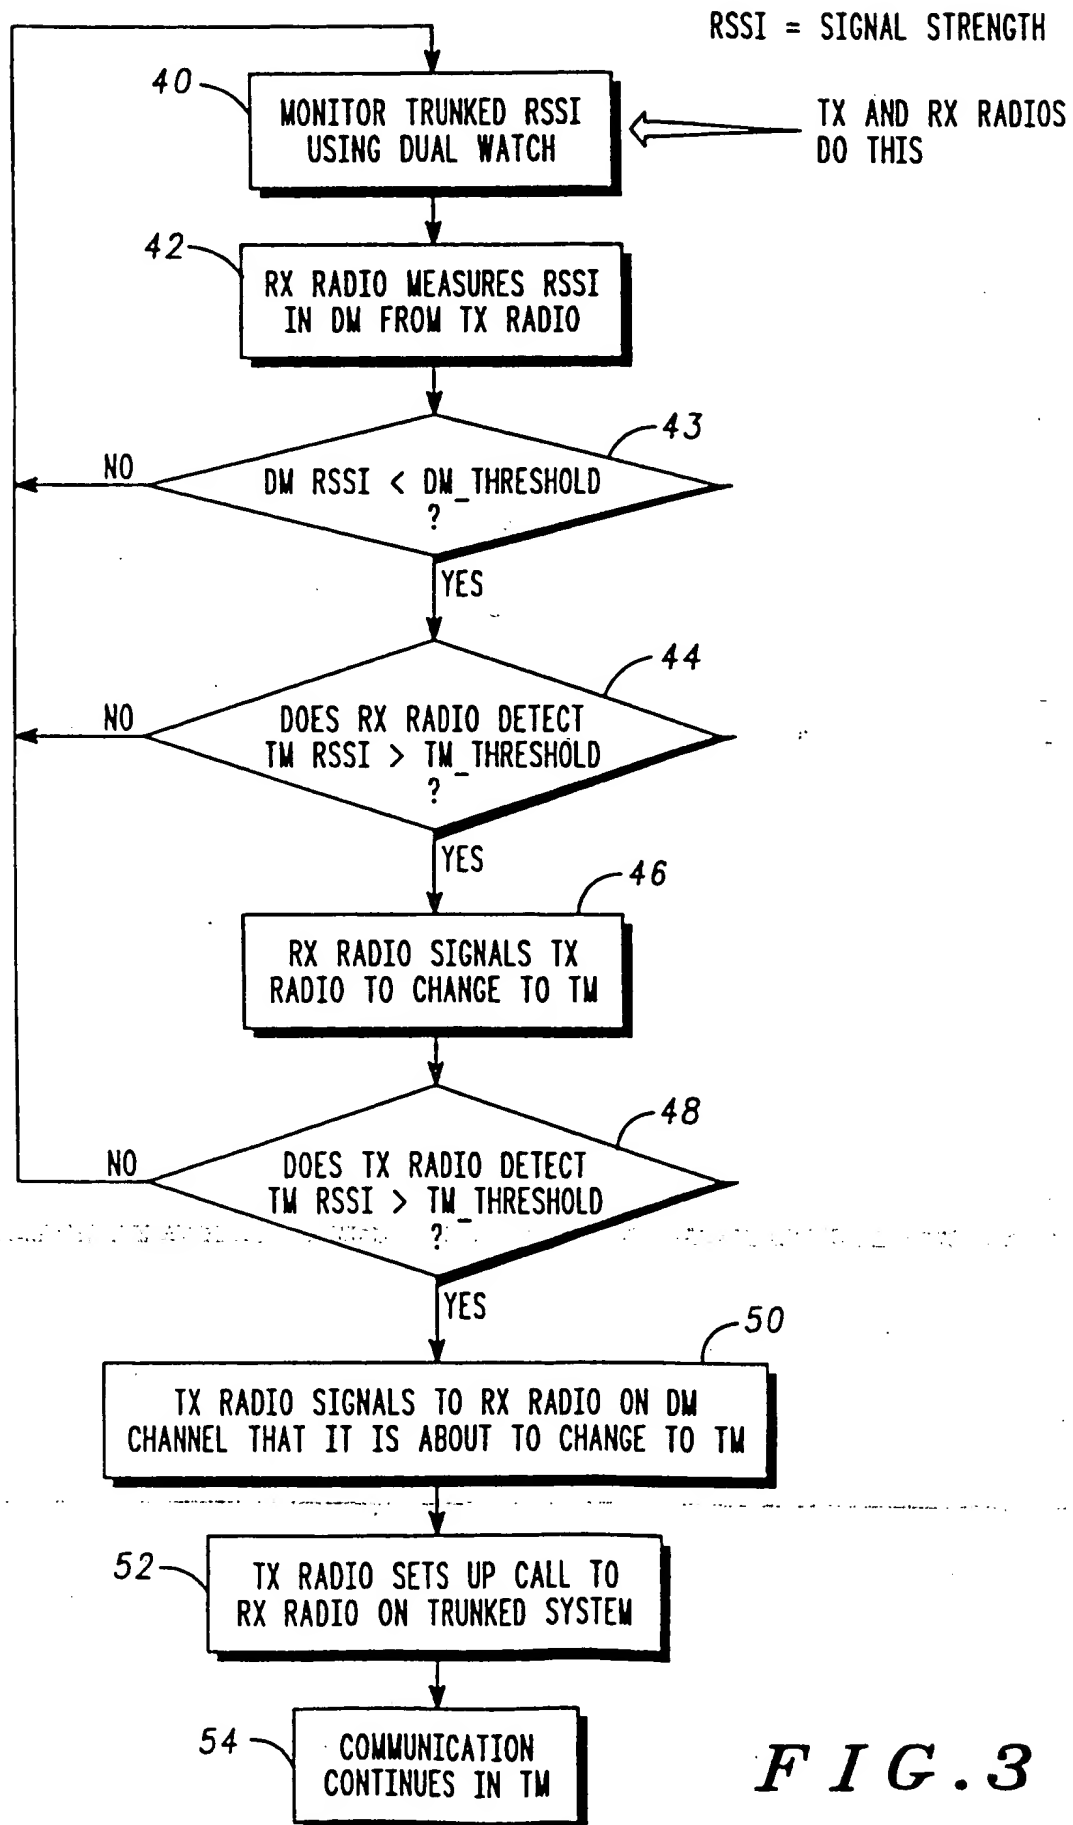 RSSI = SIGNAL STRENGTH
40
MONITOR TRUNKED RSSI
USING DUAL WATCH
TX AND RX RADIOS
DO THIS
42
RX RADIO MEASURES RSSI
IN DM FROM TX RADIO
43
NO
DM RSSI < DM_THRESHOLD
?
YES
44
NO
DOES RX RADIO DETECT
TM RSSI > TM_THRESHOLD
?
YES
46
RX RADIO SIGNALS TX
RADIO TO CHANGE TO TM
48
NO
DOES TX RADIO DETECT
TM RSSI > TM_THRESHOLD
?
YES
50
TX RADIO SIGNALS TO RX RADIO ON DM
CHANNEL THAT IT IS ABOUT TO CHANGE TO TM
52
TX RADIO SETS UP CALL TO
RX RADIO ON TRUNKED SYSTEM
54
COMMUNICATION
CONTINUES IN TM
FIG.3